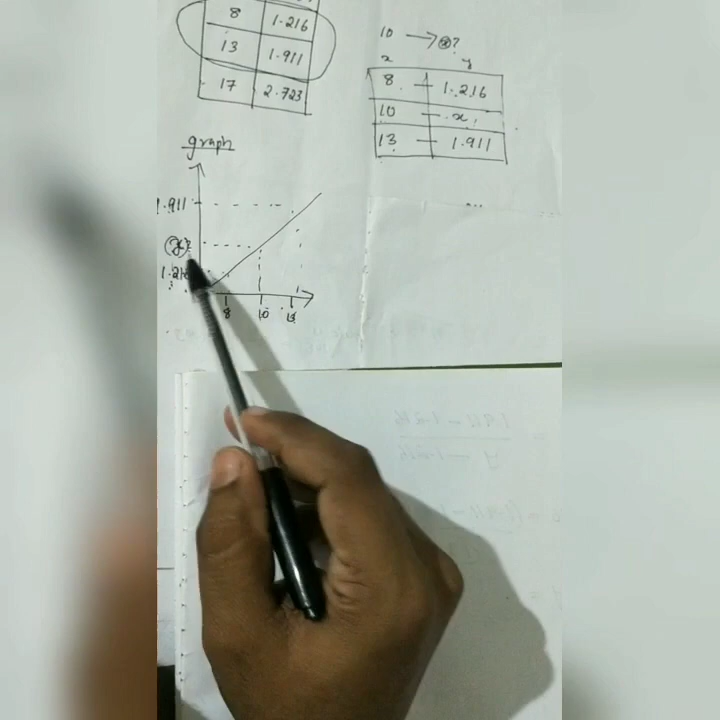 8 1.216
13 1.911
17 2.723
10 → x?
x y
8 — 1.216
10 — x
13 — 1.911
graph
1.911
x?
1.216
8 10 13